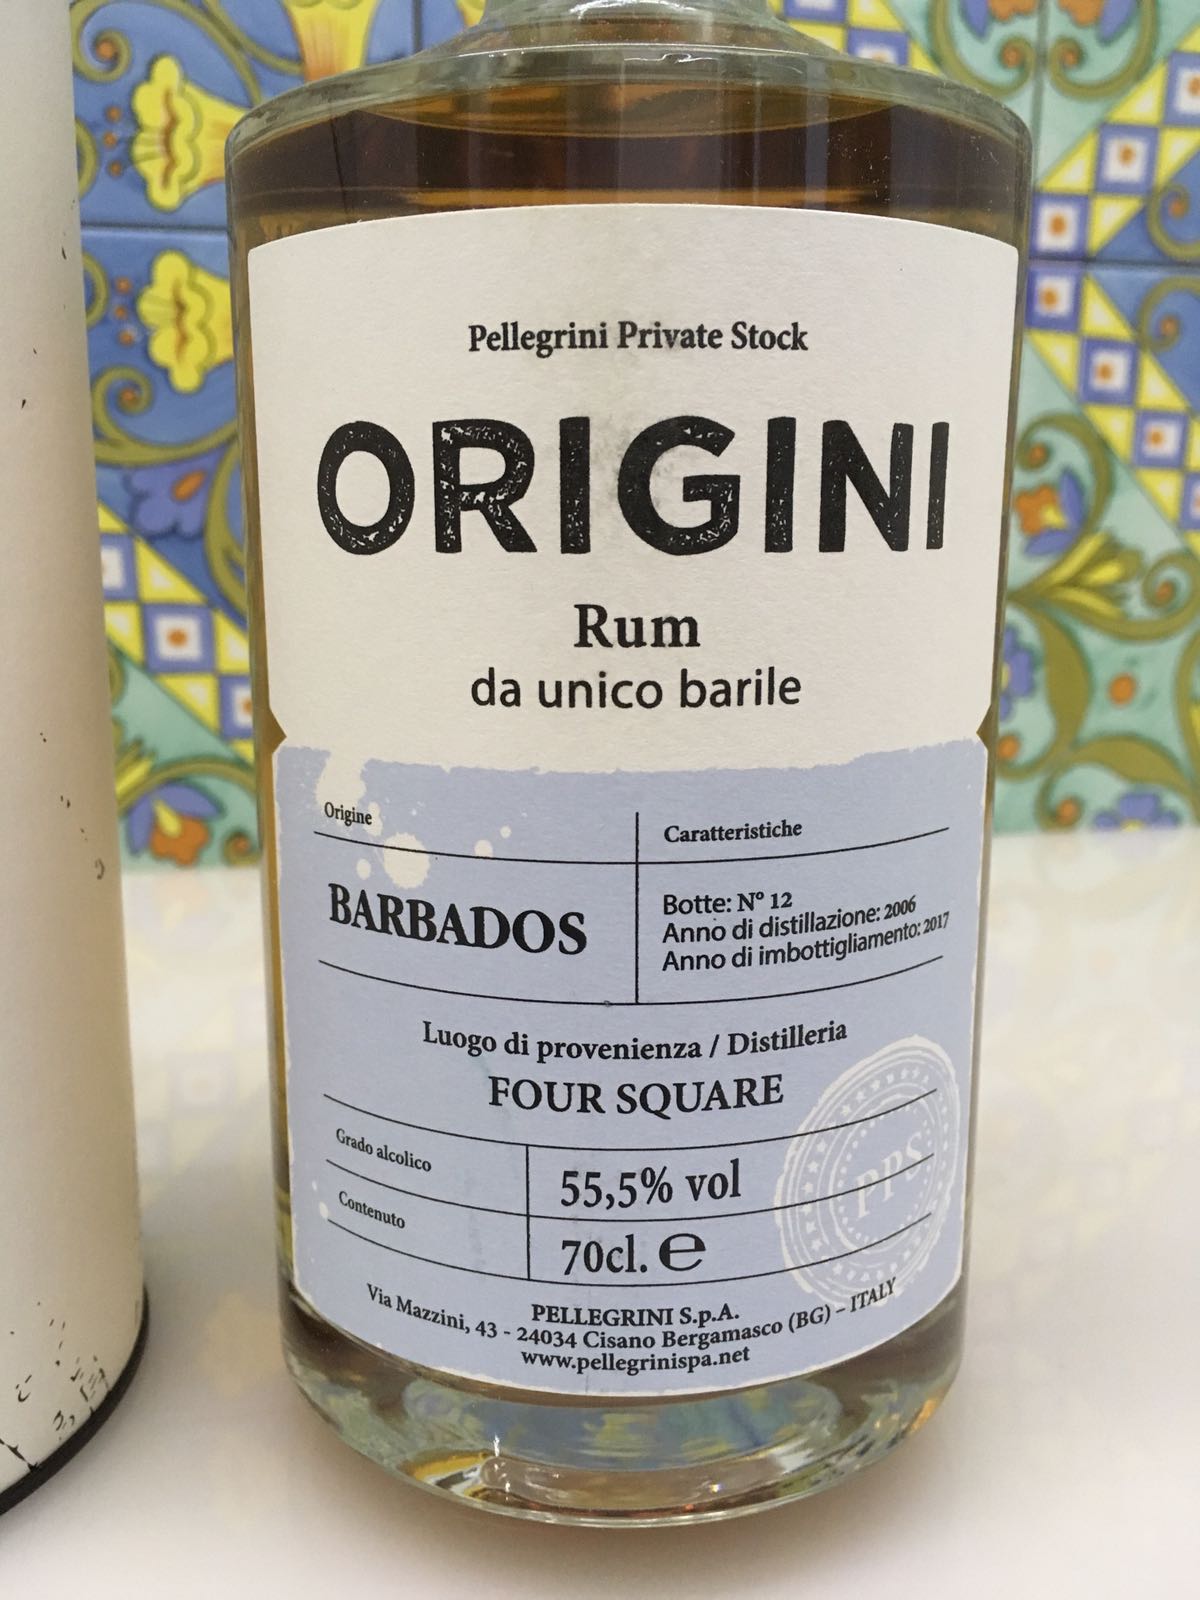 Pellegrini Private Stock
ORIGINI
Rum
da unico barile
Origine
BARBADOS
Caratteristiche
Botte: Nº 12
Anno di distillazione: 2006
Anno di imbottigliamento: 2017
Luogo di provenienza / Distilleria
FOUR SQUARE
Grado alcolico
55,5% vol
Contenuto
70cl. ℮
PPS
PELLEGRINI S.p.A.
Via Mazzini, 43 - 24034 Cisano Bergamasco (BG) – ITALY
www.pellegrinispa.net